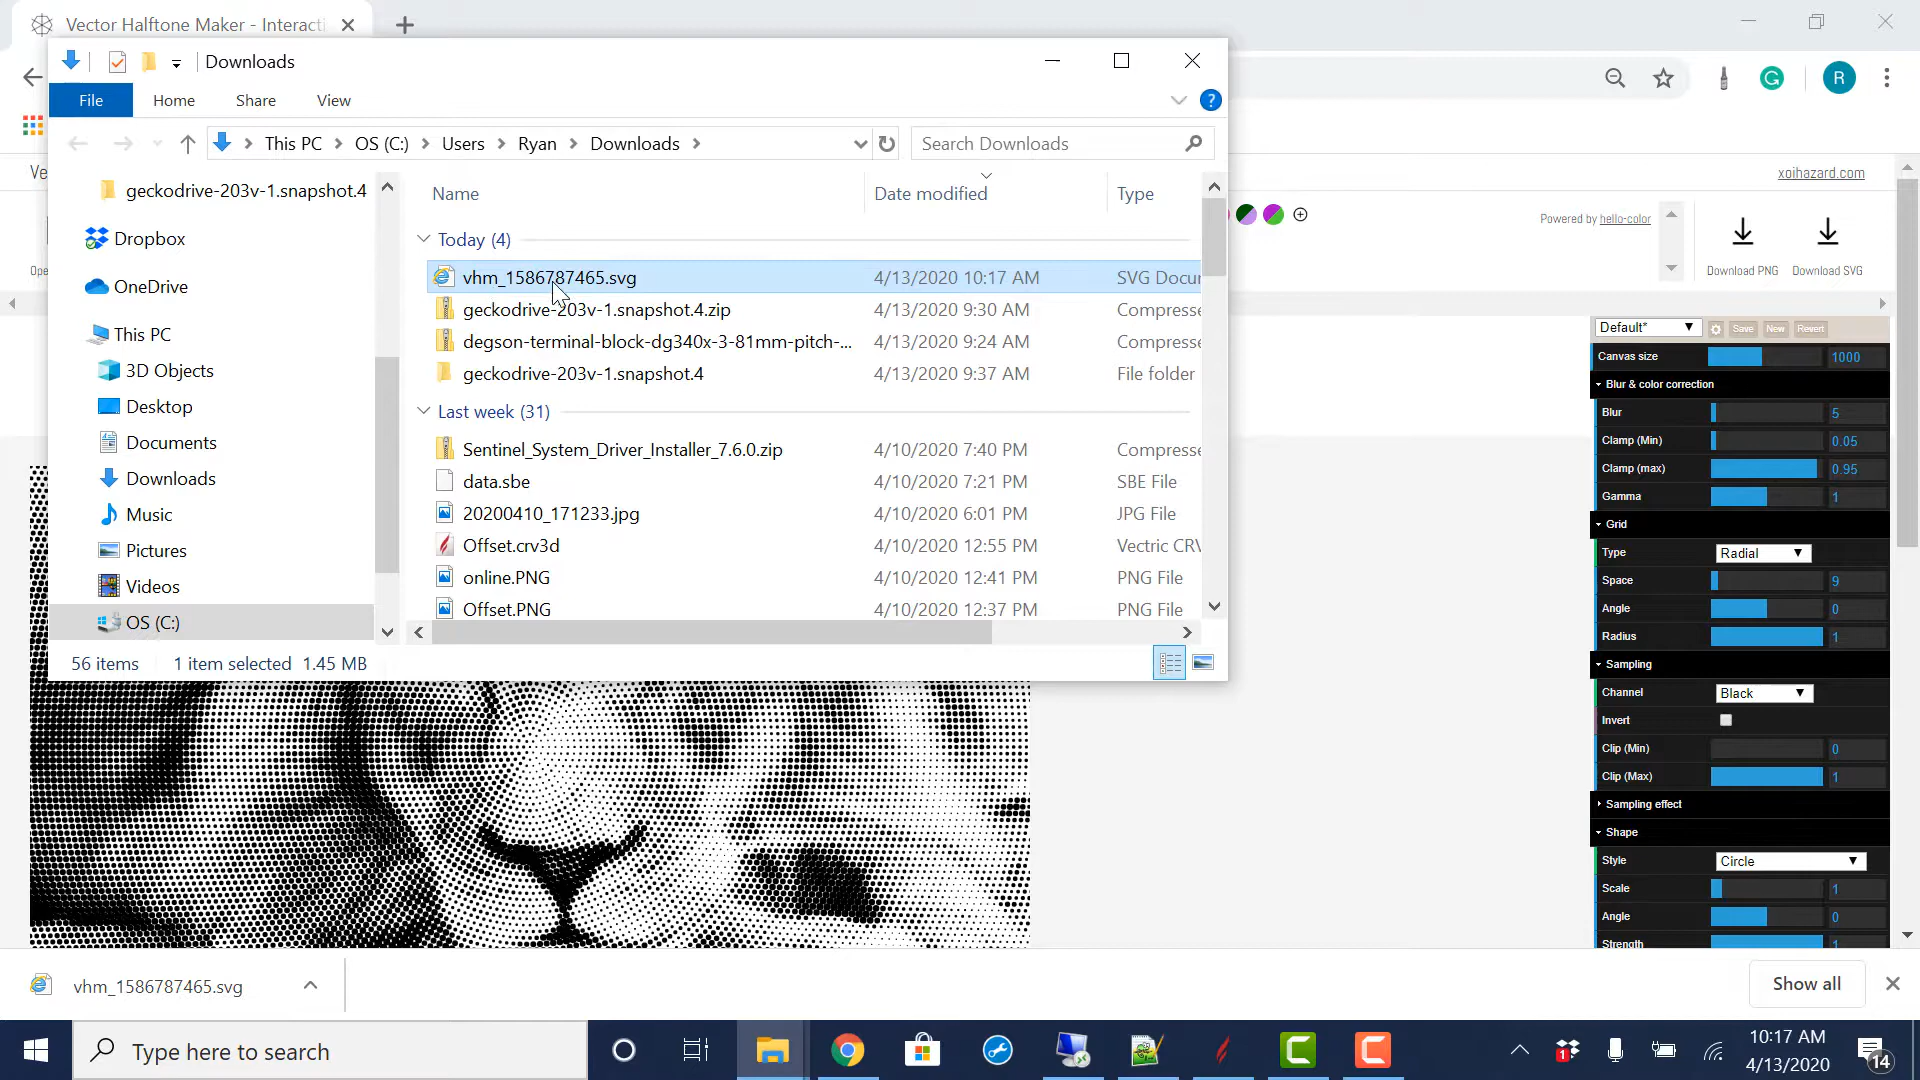 Vector Halftone Maker - Interacti
Downloads
File Home Share View
This PC OS (C:) Users Ryan Downloads
Search Downloads
R
Ve
xoihazard.com
geckodrive-203v-1.snapshot.4
Dropbox
OneDrive
This PC
3D Objects
Desktop
Documents
Downloads
Music
Pictures
Videos
OS (C:)
Name Date modified Type
Today (4)
vhm_1586787465.svg 4/13/2020 10:17 AM SVG Docu
geckodrive-203v-1.snapshot.4.zip 4/13/2020 9:30 AM Compresse
degson-terminal-block-dg340x-3-81mm-pitch-... 4/13/2020 9:24 AM Compresse
geckodrive-203v-1.snapshot.4 4/13/2020 9:37 AM File folder
Last week (31)
Sentinel_System_Driver_Installer_7.6.0.zip 4/10/2020 7:40 PM Compresse
data.sbe 4/10/2020 7:21 PM SBE File
20200410_171233.jpg 4/10/2020 6:01 PM JPG File
Offset.crv3d 4/10/2020 12:55 PM Vectric CRV
online.PNG 4/10/2020 12:41 PM PNG File
Offset.PNG 4/10/2020 12:37 PM PNG File
56 items 1 item selected 1.45 MB
Ope
Powered by hello-color
Download PNG Download SVG
Default* Save New Revert
Canvas size 1000
Blur & color correction
Blur 5
Clamp (Min) 0.05
Clamp (max) 0.95
Gamma 1
Grid
Type Radial
Space 9
Angle 0
Radius 1
Sampling
Channel Black
Invert
Clip (Min) 0
Clip (Max) 1
Sampling effect
Shape
Style Circle
Scale 1
Angle 0
Strength 1
vhm_1586787465.svg
Show all
Type here to search
1
10:17 AM
4/13/2020
14